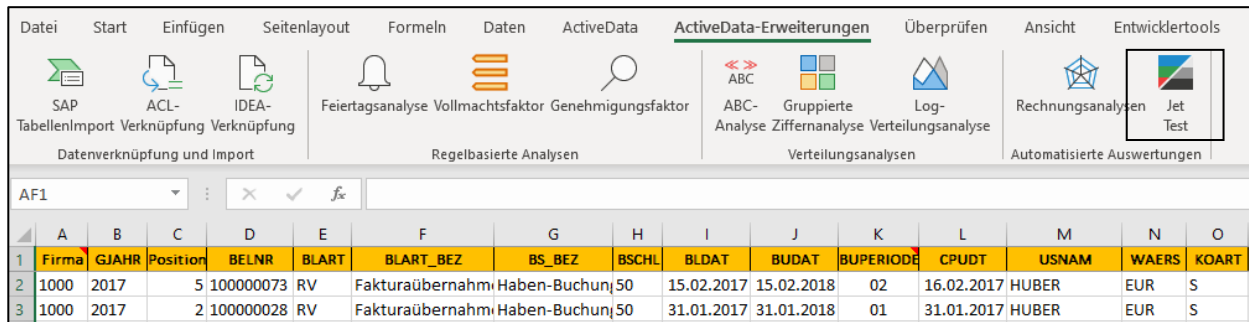 Datei Start Einfügen Seitenlayout Formeln Daten ActiveData ActiveData-Erweiterungen Überprüfen Ansicht Entwicklertools
ABC
SAP ACL- IDEA- Feiertagsanalyse Vollmachtsfaktor Genehmigungsfaktor ABC- Gruppierte Log- Rechnungsanalysen Jet
TabellenImport Verknüpfung Verknüpfung Analyse Ziffernanalyse Verteilungsanalyse Test
Datenverknüpfung und Import Regelbasierte Analysen Verteilungsanalysen Automatisierte Auswertungen
AF1 fx
A B C D E F G H I J K L M N O
1 Firma GJAHR Position BELNR BLART BLART_BEZ BS_BEZ BSCHL BLDAT BUDAT BUPERIODE CPUDT USNAM WAERS KOART
2 1000 2017 5 100000073 RV Fakturaübernahm Haben-Buchun 50 15.02.2017 15.02.2018 02 16.02.2017 HUBER EUR S
3 1000 2017 2 100000028 RV Fakturaübernahm Haben-Buchun 50 31.01.2017 31.01.2018 01 31.01.2017 HUBER EUR S